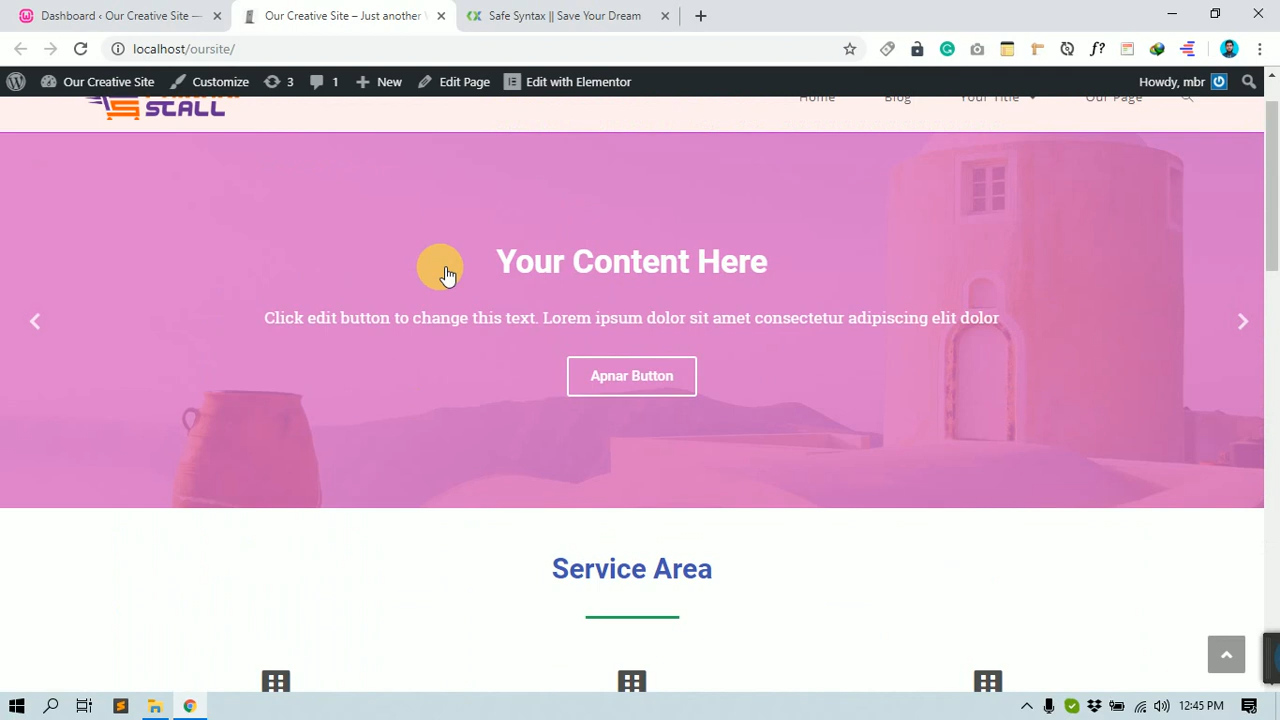 Dashboard ‹ Our Creative Site —
Our Creative Site – Just another
Safe Syntax || Save Your Dream
localhost/oursite/
f?
Our Creative Site
Customize
3
1
New
Edit Page
Edit with Elementor
Howdy, mbr
STALL
Home
Blog
Your Title
Our Page
Your Content Here
Click edit button to change this text. Lorem ipsum dolor sit amet consectetur adipiscing elit dolor
Apnar Button
Service Area
12:45 PM